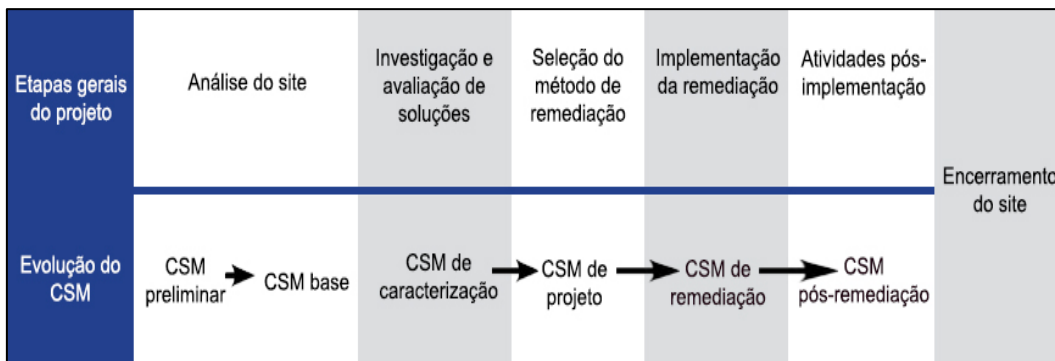 Etapas gerais
do projeto
Análise do site
Investigação e
avaliação de
soluções
Seleção do
método de
remediação
Implementação
da remediação
Atividades pós-
implementação
Encerramento
do site
Evolução do
CSM
CSM
preliminar
CSM base
CSM de
caracterização
CSM de
projeto
CSM de
remediação
CSM
pós-remediação